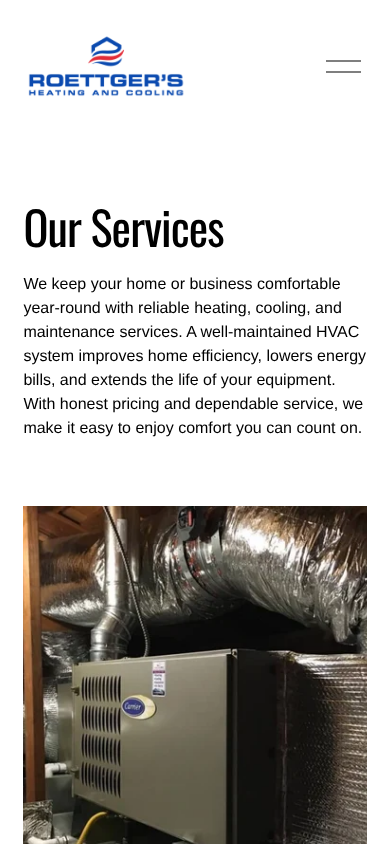 ROETTGER'S
HEATING AND COOLING
Our Services
We keep your home or business comfortable
year-round with reliable heating, cooling, and
maintenance services. A well-maintained HVAC
system improves home efficiency, lowers energy
bills, and extends the life of your equipment.
With honest pricing and dependable service, we
make it easy to enjoy comfort you can count on.
Carrier